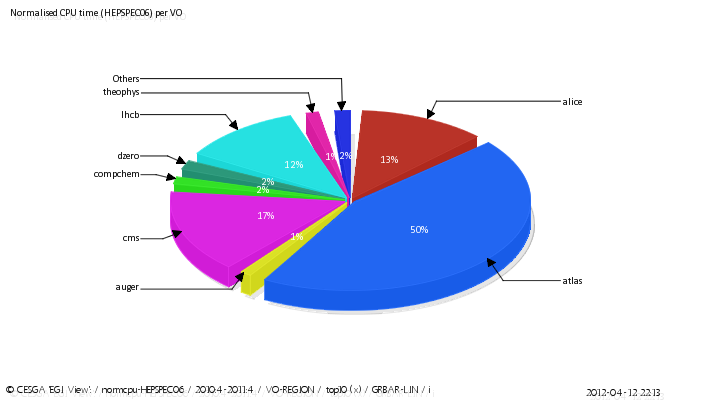 Normalised CPU time (HEPSPEC06) per VO
Others
theophys
alice
lhcb
dzero
compchem
cms
auger
atlas
13%
1%
2%
12%
2%
2%
17%
50%
1%
© CESGA 'EGI View': / normcpu-HEPSPEC06 / 2010:4-2011:4 / VO-REGION / top10 (x) / GRBAR-LIN / i
2012-04-12 22:13